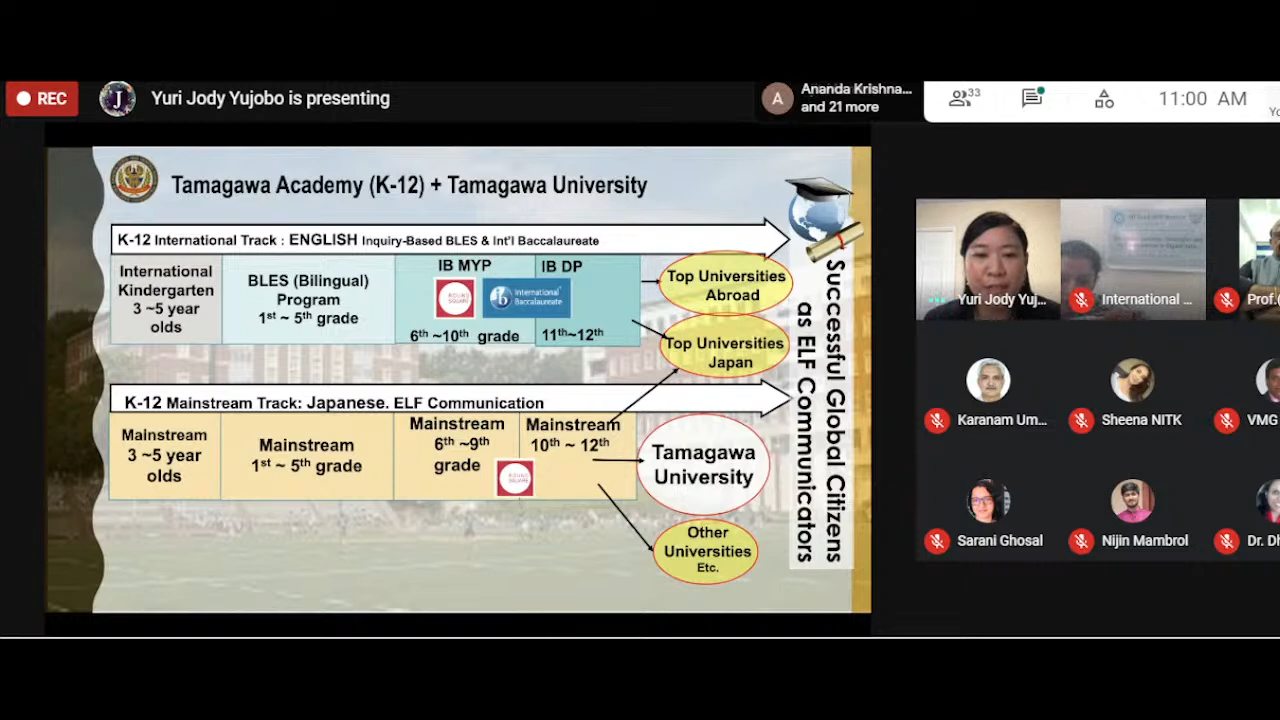 REC
J
Yuri Jody Yujobo is presenting
A
Ananda Krishna...
and 21 more
33
11:00 AM
Tamagawa Academy (K-12) + Tamagawa University
K-12 International Track : ENGLISH Inquiry-Based BLES & Int'l Baccalaureate
International
Kindergarten
3 ~5 year
olds
BLES (Bilingual)
Program
1st ~ 5th grade
IB MYP
ROUND
SQUARE
International
Baccalaureate
6th ~10th grade
IB DP
11th~12th
Top Universities
Abroad
Top Universities
Japan
K-12 Mainstream Track: Japanese. ELF Communication
Mainstream
3 ~5 year
olds
Mainstream
1st ~ 5th grade
Mainstream
6th ~9th
grade
ROUND
SQUARE
Mainstream
10th ~ 12th
Tamagawa
University
Other
Universities
Etc.
Successful Global Citizens
as ELF Communicators
Yuri Jody Yuj...
International ...
Prof.
Karanam Um...
Sheena NITK
VMG
Sarani Ghosal
Nijin Mambrol
Dr. Dh